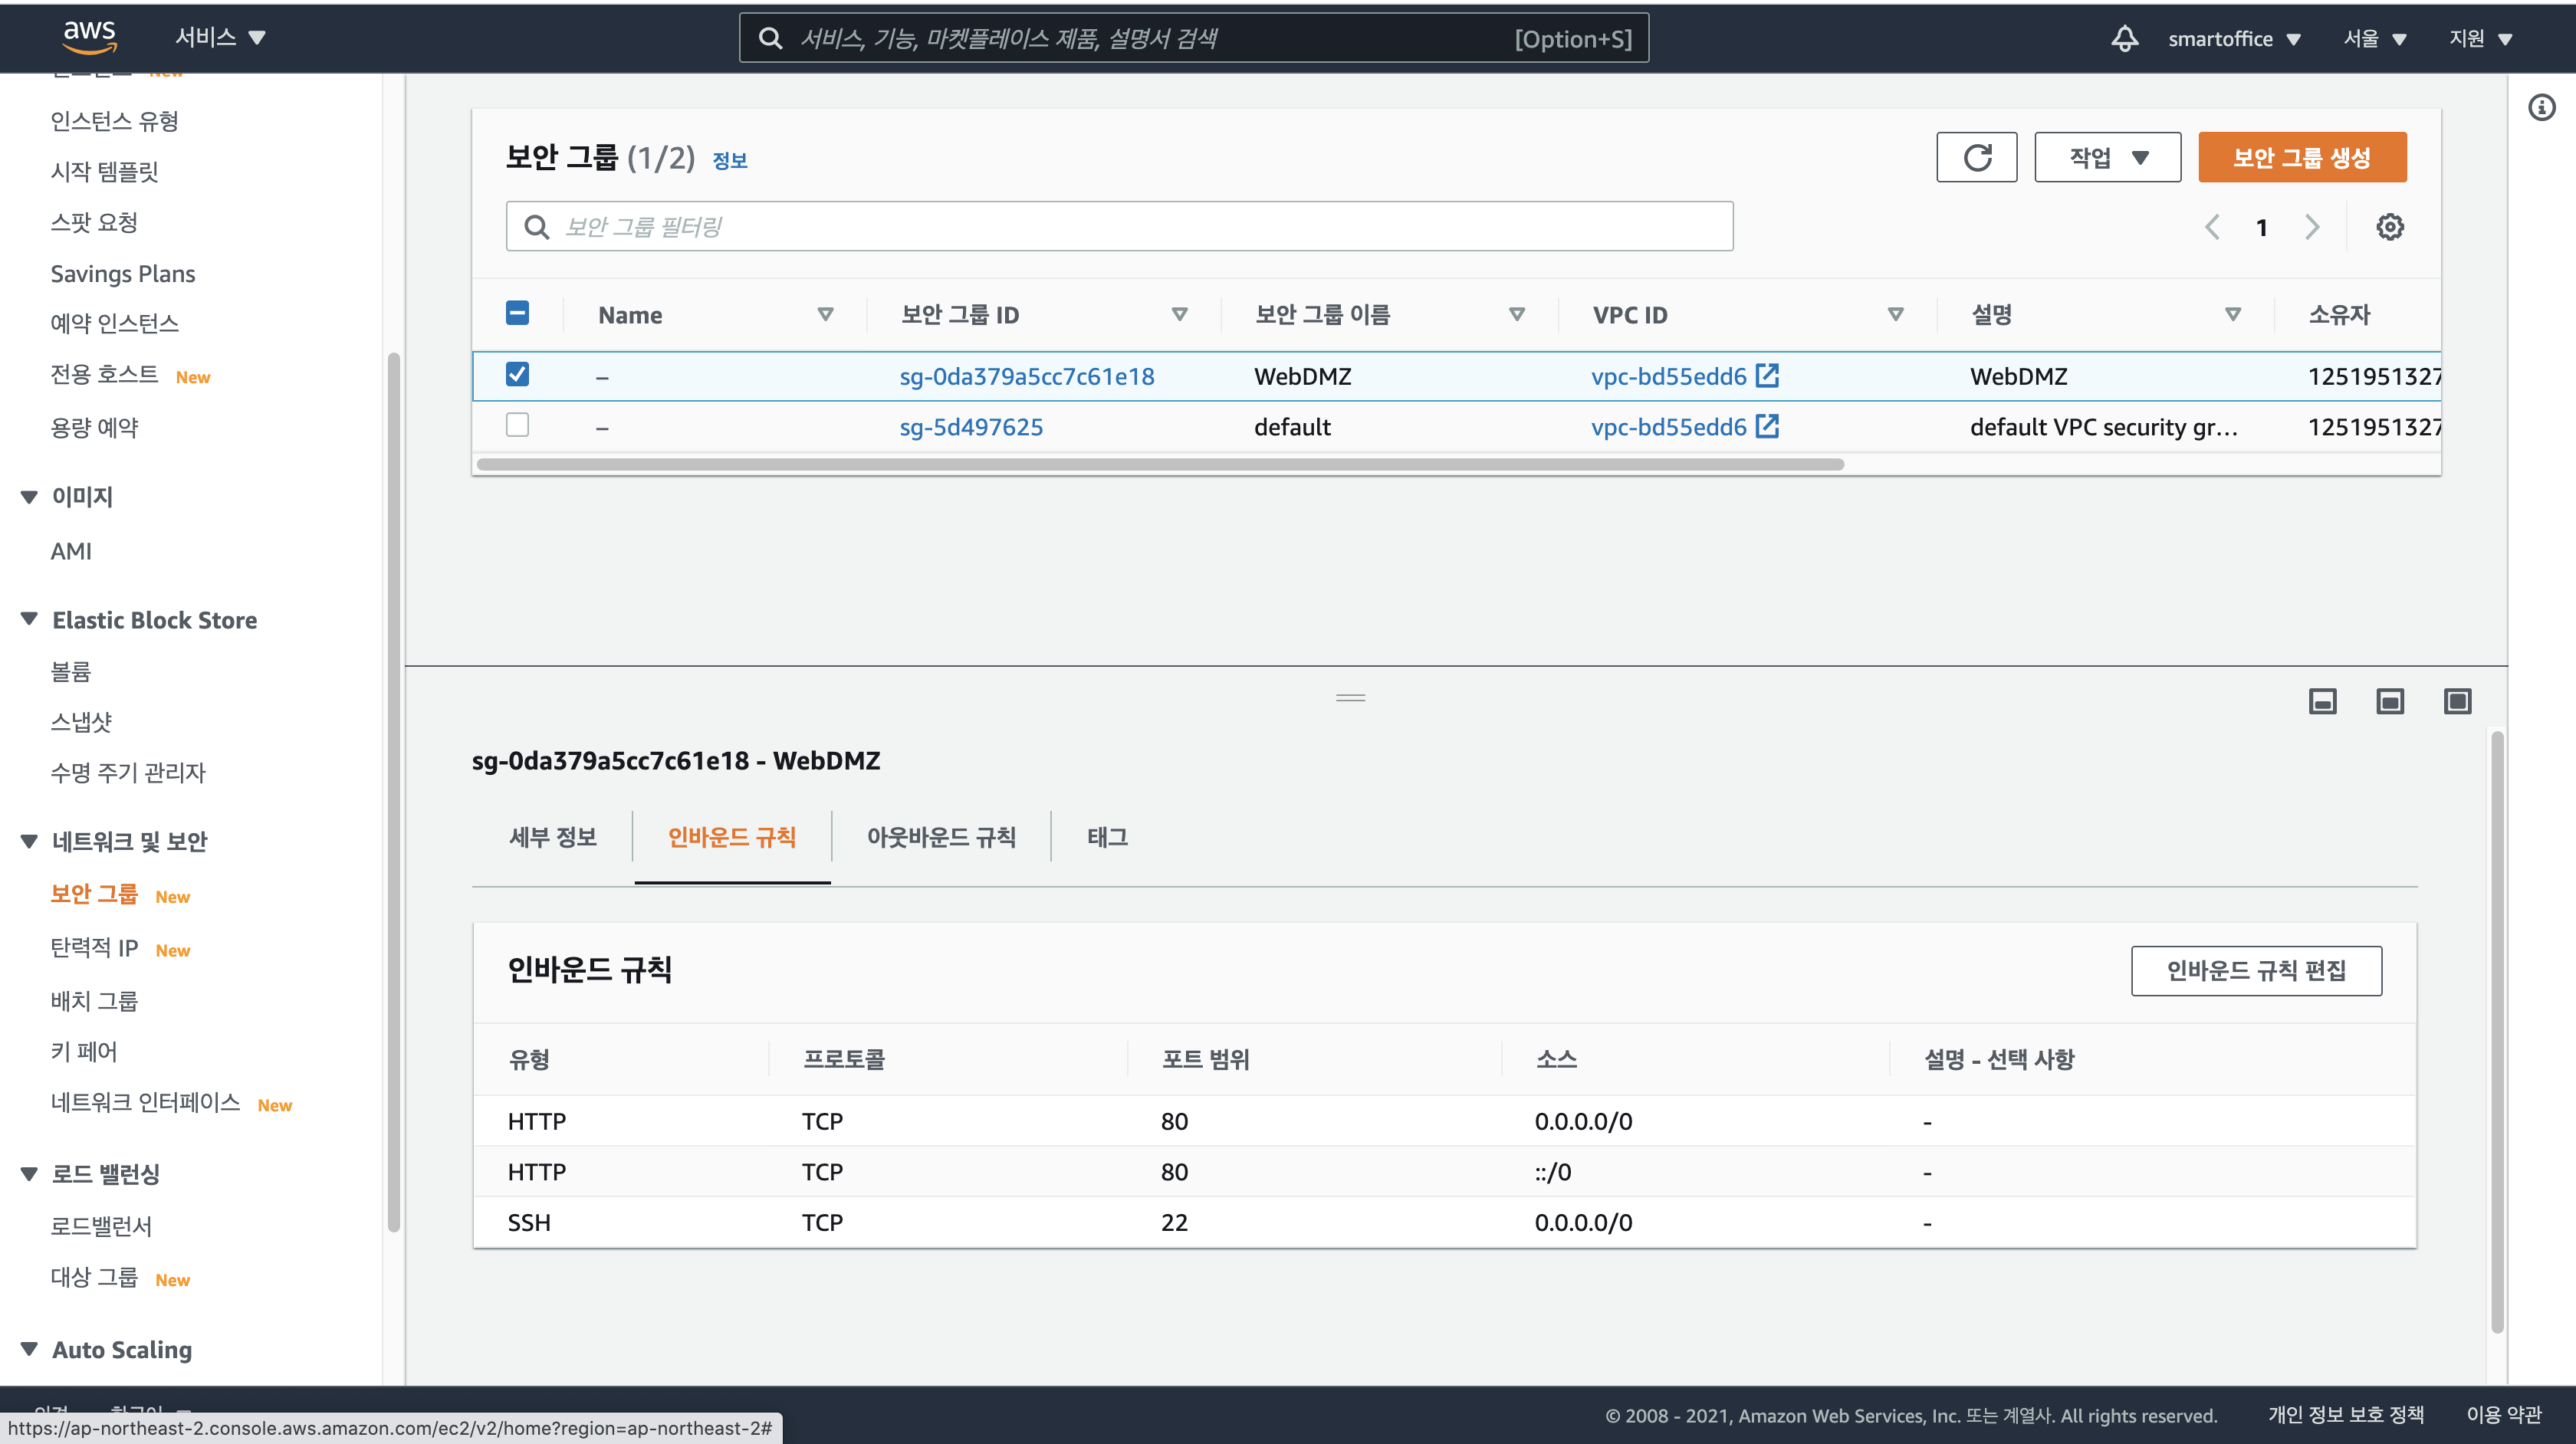 aws 서비스 ▼ 서비스, 기능, 마켓플레이스 제품, 설명서 검색 [Option+S] smartoffice ▼ 서울 ▼ 지원 ▼
New
인스턴스 유형
시작 템플릿
스팟 요청
Savings Plans
예약 인스턴스
전용 호스트 New
용량 예약
▼ 이미지
AMI
▼ Elastic Block Store
볼륨
스냅샷
수명 주기 관리자
▼ 네트워크 및 보안
보안 그룹 New
탄력적 IP New
배치 그룹
키 페어
네트워크 인터페이스 New
▼ 로드 밸런싱
로드밸런서
대상 그룹 New
▼ Auto Scaling
보안 그룹 (1/2) 정보
작업 ▼
보안 그룹 생성
보안 그룹 필터링
1
Name 보안 그룹 ID 보안 그룹 이름 VPC ID 설명 소유자
– sg-0da379a5cc7c61e18 WebDMZ vpc-bd55edd6 WebDMZ 1251951327
– sg-5d497625 default vpc-bd55edd6 default VPC security gr... 1251951327
sg-0da379a5cc7c61e18 - WebDMZ
세부 정보 인바운드 규칙 아웃바운드 규칙 태그
인바운드 규칙 인바운드 규칙 편집
유형 프로토콜 포트 범위 소스 설명 - 선택 사항
HTTP TCP 80 0.0.0.0/0 -
HTTP TCP 80 ::/0 -
SSH TCP 22 0.0.0.0/0 -
https://ap-northeast-2.console.aws.amazon.com/ec2/v2/home?region=ap-northeast-2#
© 2008 - 2021, Amazon Web Services, Inc. 또는 계열사. All rights reserved. 개인 정보 보호 정책 이용 약관